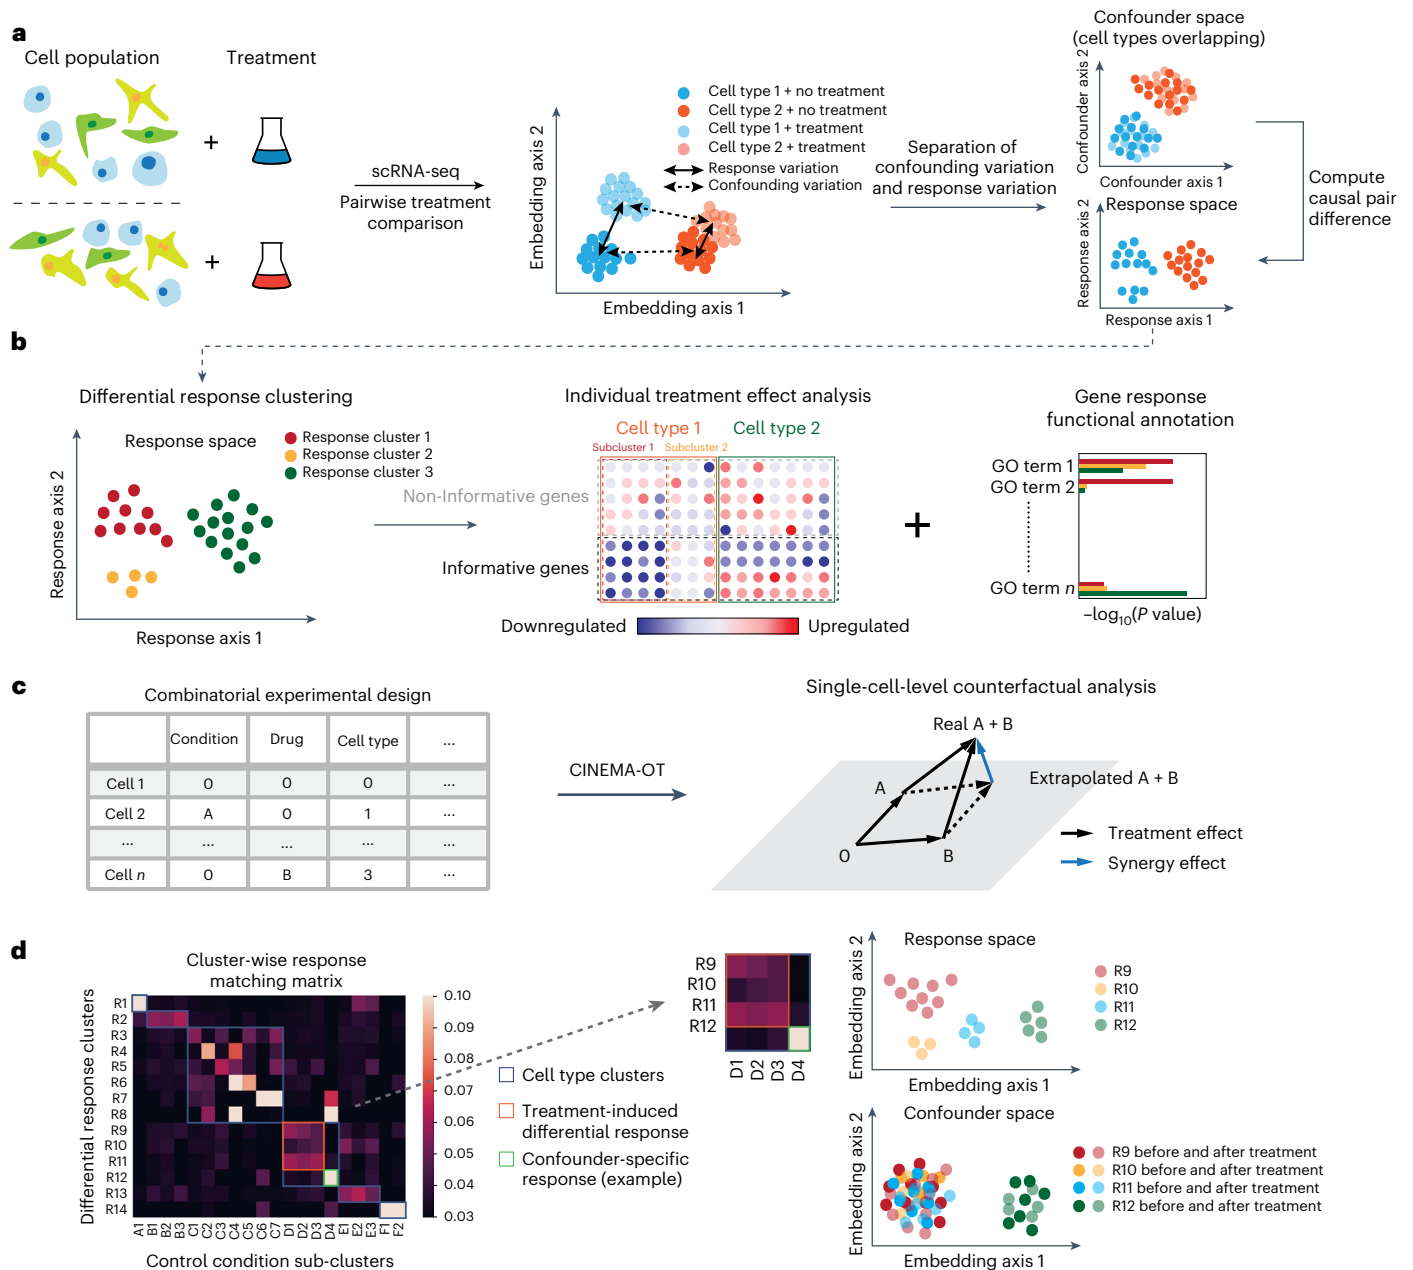 a
Cell population
Treatment
+
+
scRNA-seq
Pairwise treatment
comparison
Cell type 1 + no treatment
Cell type 2 + no treatment
Cell type 1 + treatment
Cell type 2 + treatment
Response variation
Confounding variation
Embedding axis 2
Embedding axis 1
Separation of
confounding variation
and response variation
Confounder space
(cell types overlapping)
Confounder axis 2
Confounder axis 1
Response space
Response axis 2
Response axis 1
Compute
causal pair
difference
b
Differential response clustering
Response space
Response cluster 1
Response cluster 2
Response cluster 3
Response axis 2
Response axis 1
Individual treatment effect analysis
Cell type 1
Cell type 2
Subcluster 1
Subcluster 2
Non-Informative genes
Informative genes
Downregulated
Upregulated
+
Gene response
functional annotation
GO term 1
GO term 2
GO term n
–log10(P value)
c
Combinatorial experimental design
Condition Drug Cell type ...
Cell 1 0 0 0 ...
Cell 2 A 0 1 ...
... ... ... ... ...
Cell n 0 B 3 ...
CINEMA-OT
Single-cell-level counterfactual analysis
Real A + B
Extrapolated A + B
A
0
B
Treatment effect
Synergy effect
d
Cluster-wise response
matching matrix
Differential response clusters
R1
R2
R3
R4
R5
R6
R7
R8
R9
R10
R11
R12
R13
R14
A1 B1 B2 B3 C1 C2 C3 C4 C5 C6 C7 D1 D2 D3 D4 E1 E2 E3 F1 F2
Control condition sub-clusters
0.10
0.09
0.08
0.07
0.06
0.05
0.04
0.03
Cell type clusters
Treatment-induced
differential response
Confounder-specific
response (example)
R9
R10
R11
R12
D1 D2 D3 D4
Response space
Embedding axis 2
Embedding axis 1
R9
R10
R11
R12
Confounder space
Embedding axis 2
Embedding axis 1
R9 before and after treatment
R10 before and after treatment
R11 before and after treatment
R12 before and after treatment